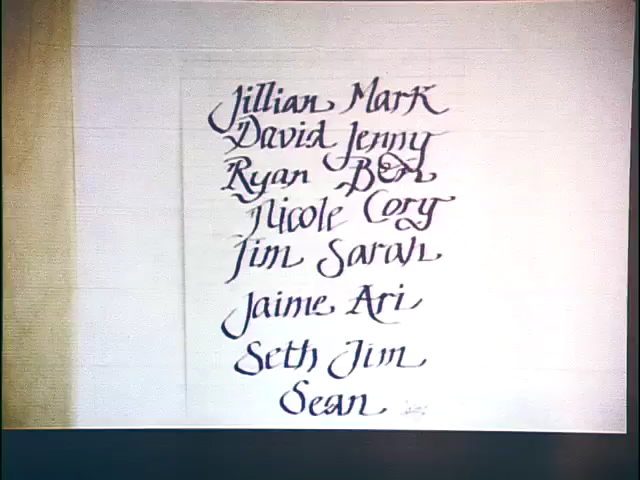 Jillian Mark
David Jenny
Ryan Ben
Nicole Cory
Jim Sarah
Jaime Ari
Seth Jim
Sean